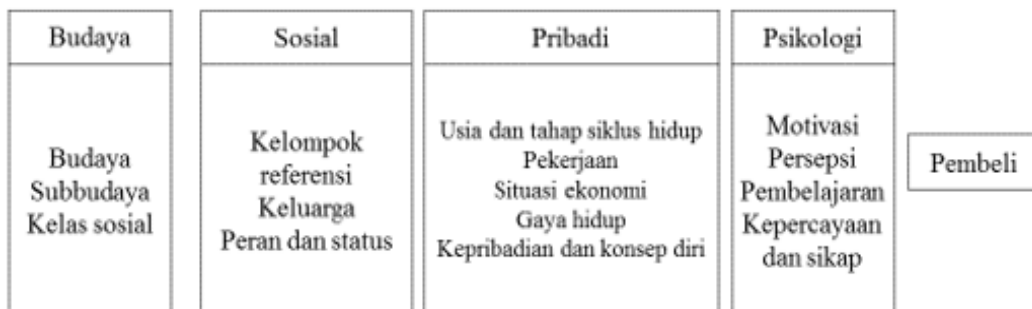 Budaya
Budaya
Subbudaya
Kelas sosial
Sosial
Kelompok
referensi
Keluarga
Peran dan status
Pribadi
Usia dan tahap siklus hidup
Pekerjaan
Situasi ekonomi
Gaya hidup
Kepribadian dan konsep diri
Psikologi
Motivasi
Persepsi
Pembelajaran
Kepercayaan
dan sikap
Pembeli